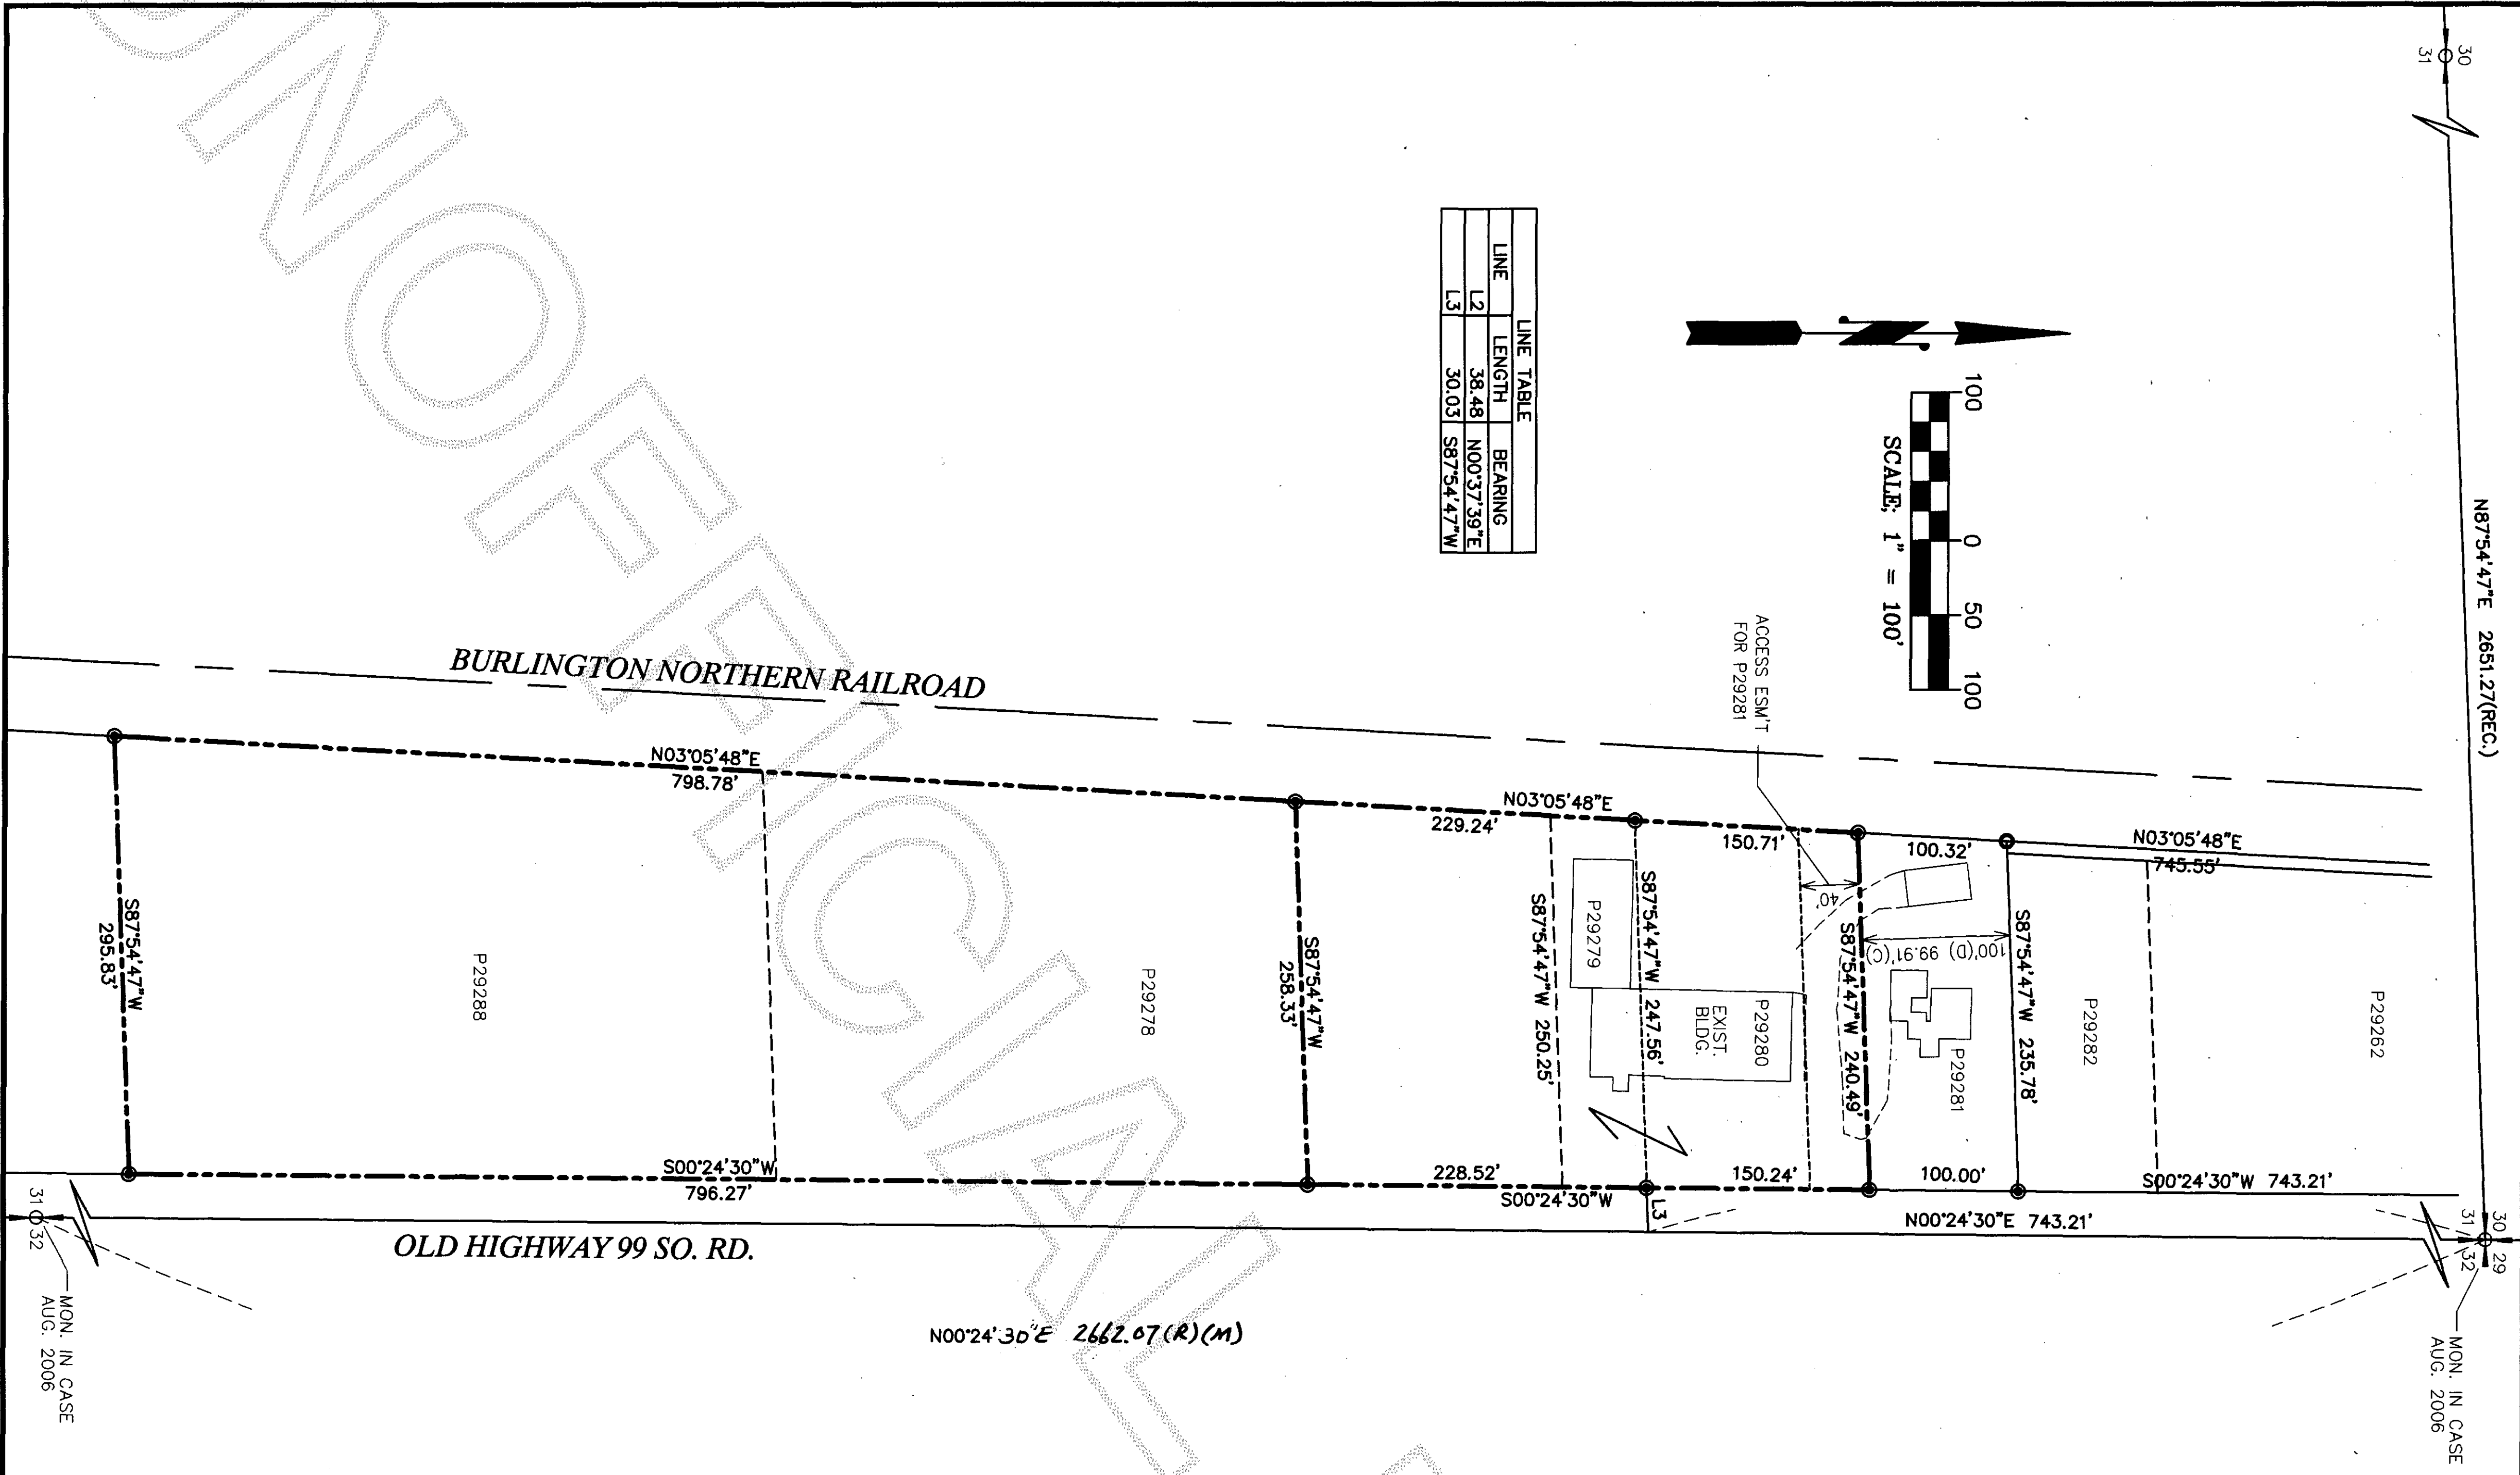 30
31
N87°54'47"E 2651.27(REC.)
LINE TABLE
LINE LENGTH BEARING
L2 38.48 N00°37'39"E
L3 30.03 S87°54'47"W
100 0 50 100
SCALE; 1" = 100'
ACCESS ESM'T
FOR P29281
BURLINGTON NORTHERN RAILROAD
N03°05'48"E
798.78'
N03°05'48"E
229.24'
150.71'
100.32'
N03°05'48"E
745.55'
S87°54'47"W
295.83'
P29288
P29278
S87°54'47"W
258.33'
S87°54'47"W 250.25'
P29279
S87°54'47"W 247.56'
EXIST.
BLDG.
P29280
40'
S87°54'47"W 240.49'
100'(D) 99.91'(C)
P29281
S87°54'47"W 235.78'
P29282
P29262
S00°24'30"W
796.27'
228.52'
S00°24'30"W
150.24'
100.00'
S00°24'30"W 743.21'
L3
N00°24'30"E 743.21'
31 32
MON. IN CASE
AUG. 2006
OLD HIGHWAY 99 SO. RD.
30 29
31 32
MON. IN CASE
AUG. 2006
N00°24'30"E 2662.07(R)(M)
UNOFFICIAL